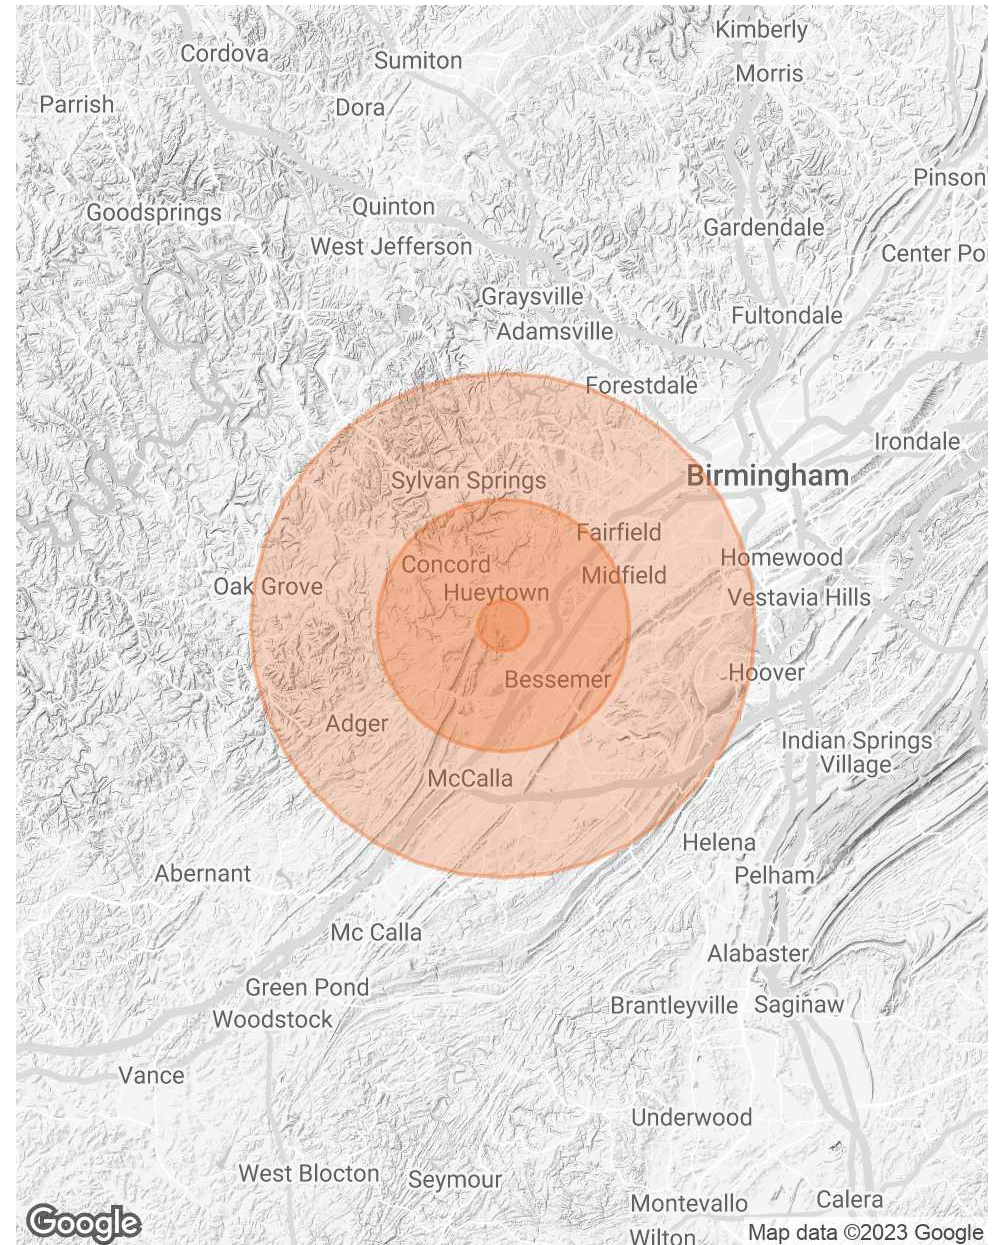 Kimberly
Cordova
Sumiton
Morris
Parrish
Dora
Pinson
Quinton
Goodsprings
Gardendale
West Jefferson
Center Po
Graysville
Fultondale
Adamsville
Forestdale
Irondale
Birmingham
Sylvan Springs
Fairfield
Homewood
Concord
Midfield
Oak Grove
Hueytown
Vestavia Hills
Hoover
Bessemer
Adger
Indian Springs
Village
McCalla
Helena
Abernant
Pelham
Mc Calla
Alabaster
Green Pond
Brantleyville
Saginaw
Woodstock
Vance
Underwood
West Blocton
Seymour
Calera
Montevallo
Google
Map data ©2023 Google
Wilton